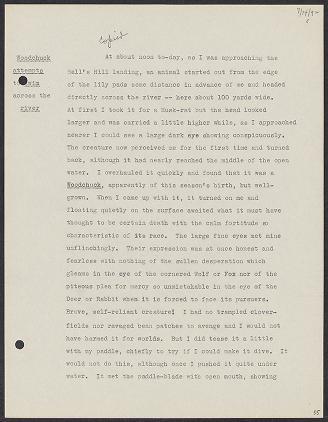 Copied
Woodchuck
attempts
to swim
across the
river
At about noon to-day, as I was approaching the
Ball's Hill landing, an animal started out from the edge
of the lily pads some distance in advance of me and headed
directly across the river -- here about 100 yards wide.
At first I took it for a Musk-rat but the head looked
larger and was carried a little higher while, as I approached
nearer I could see a large dark eye showing conspicuously.
The creature now perceived me for the first time and turned
back, although it had nearly reached the middle of the open
water. I overhauled it quickly and found that it was a
Woodchuck, apparently of this season's birth, but well-
grown. When I came up with it, it turned on me and
floating quietly on the surface awaited what it must have
thought to be certain death with the calm fortitude so
characteristic of its race. The large fine eyes met mine
unflinchingly. Their expression was at once honest and
fearless with nothing of the sullen desperation which
gleams in the eye of the cornered Wolf or Fox nor of the
piteous plea for mercy so unmistakable in the eye of the
Deer or Rabbit when it is forced to face its pursuers.
Brave, self-reliant creature! I had no trampled clover-
fields nor ravaged bean patches to avenge and I would not
have harmed it for worlds. But I did tease it a little
with my paddle, chiefly to try if I could make it dive. It
would not do this, although once I pushed it quite under
water. It met the paddle-blade with open mouth, showing